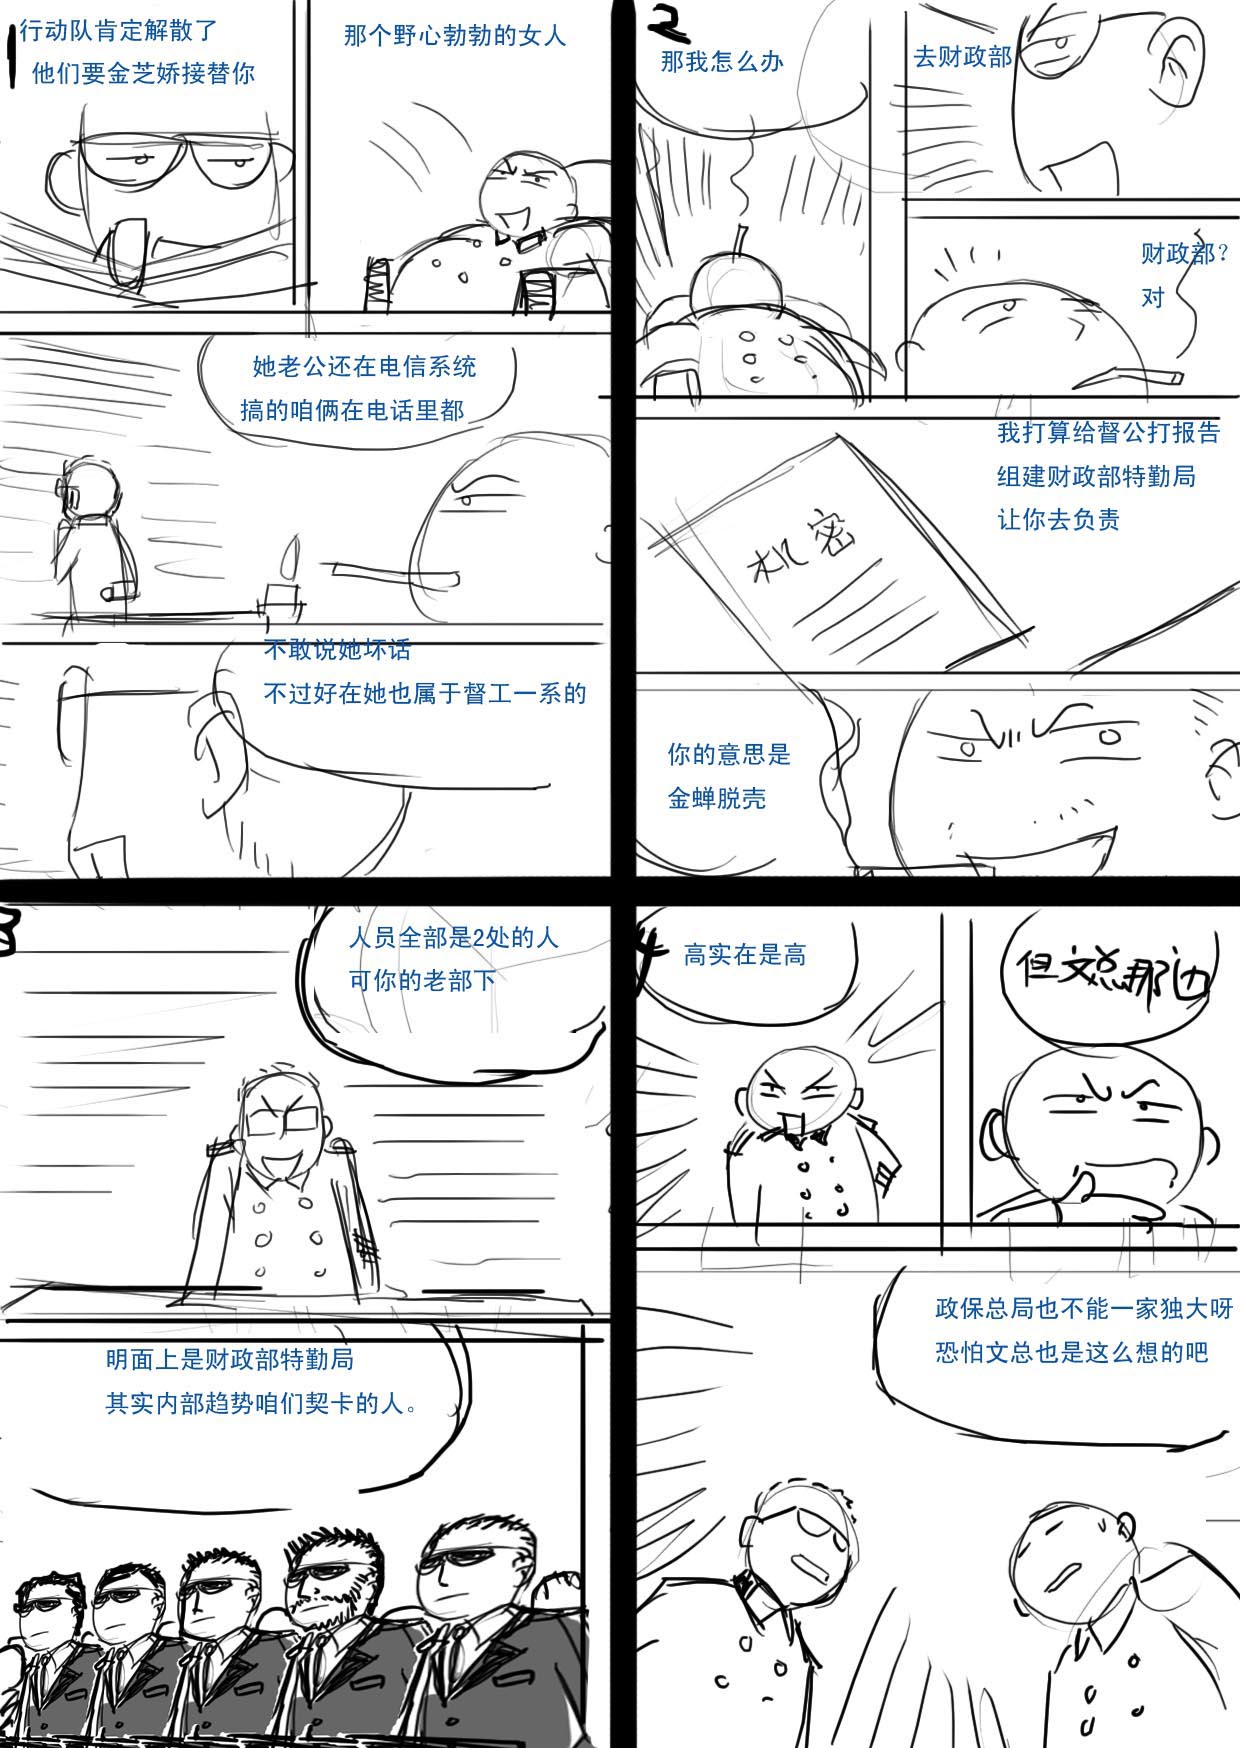 1
行动队肯定解散了
他们要金芝娇接替你
那个野心勃勃的女人
她老公还在电信系统
搞的咱俩在电话里都
不敢说她坏话
不过好在她也属于督工一系的
2
那我怎么办
去财政部
财政部？
对
我打算给督公打报告
组建财政部特勤局
让你去负责
机密
你的意思是
金蝉脱壳
3
人员全部是2处的人
可你的老部下
明面上是财政部特勤局
其实内部趋势咱们契卡的人。
4
高实在是高
但文总那边
政保总局也不能一家独大呀
恐怕文总也是这么想的吧